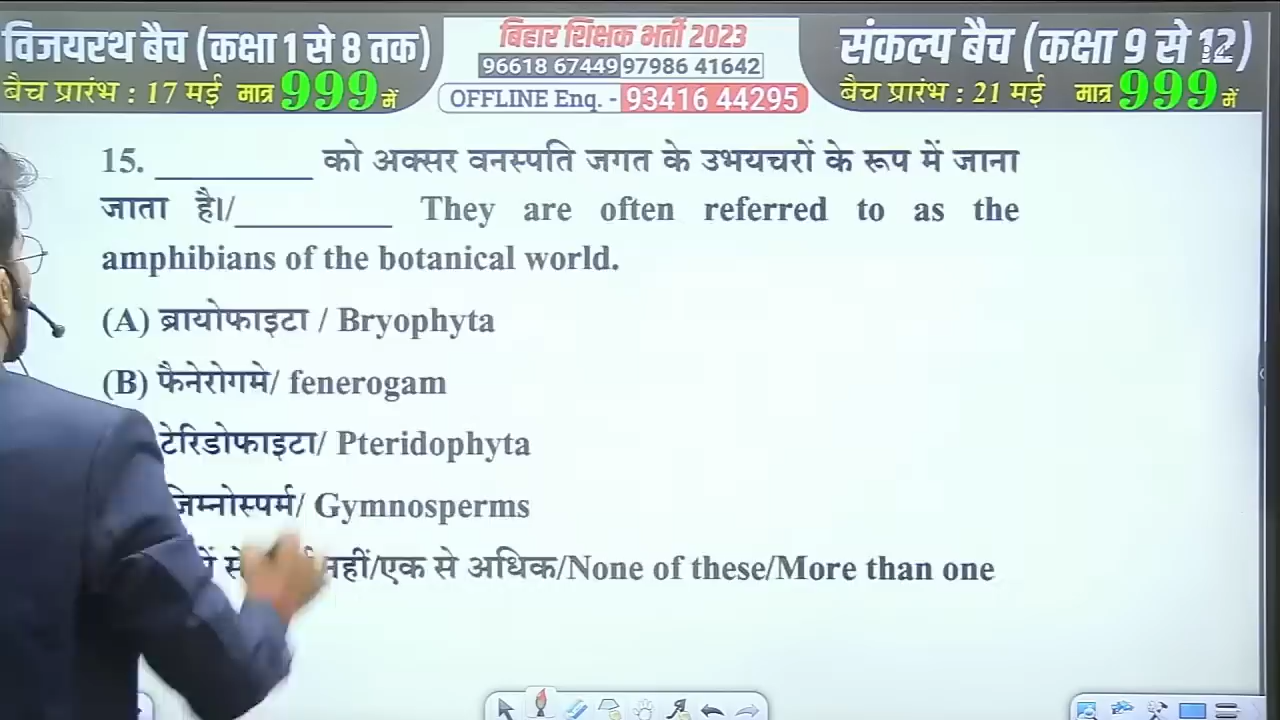 विजयरथ बैच (कक्षा 1 से 8 तक)
बैच प्रारंभ : 17 मई मात्र 999 में
बिहार शिक्षक भर्ती 2023
96618 67449 97986 41642
OFFLINE Enq. - 93416 44295
संकल्प बैच (कक्षा 9 से 12)
बैच प्रारंभ : 21 मई मात्र 999 में
15. __________ को अक्सर वनस्पति जगत के उभयचरों के रूप में जाना
जाता है।/__________ They are often referred to as the
amphibians of the botanical world.
(A) ब्रायोफाइटा / Bryophyta
(B) फैनेरोगमे/ fenerogam
टेरिडोफाइटा/ Pteridophyta
जिम्नोस्पर्म/ Gymnosperms
से नहीं/एक से अधिक/None of these/More than one